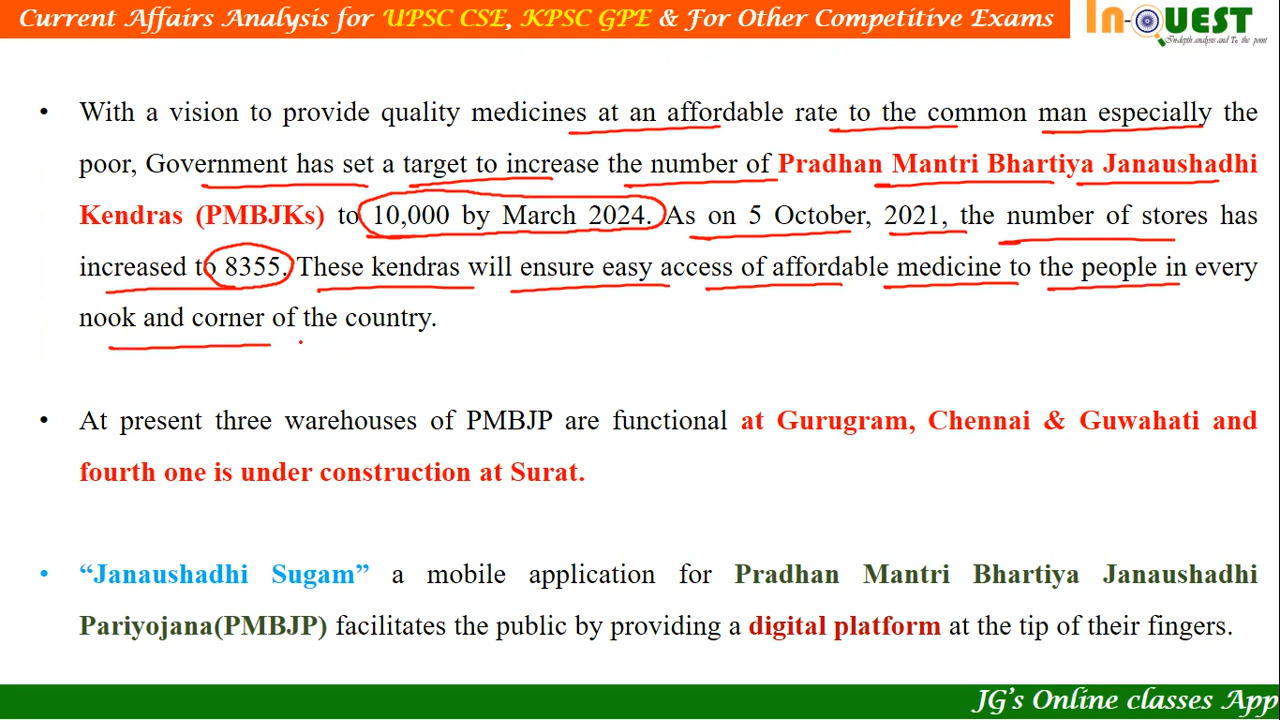 Current Affairs Analysis for UPSC CSE, KPSC GPE & For Other Competitive Exams
In-QUEST
In-depth analysis and To the point
• With a vision to provide quality medicines at an affordable rate to the common man especially the
poor, Government has set a target to increase the number of Pradhan Mantri Bhartiya Janaushadhi
Kendras (PMBJKs) to 10,000 by March 2024. As on 5 October, 2021, the number of stores has
increased to 8355. These kendras will ensure easy access of affordable medicine to the people in every
nook and corner of the country.
• At present three warehouses of PMBJP are functional at Gurugram, Chennai & Guwahati and
fourth one is under construction at Surat.
• “Janaushadhi Sugam” a mobile application for Pradhan Mantri Bhartiya Janaushadhi
Pariyojana(PMBJP) facilitates the public by providing a digital platform at the tip of their fingers.
JG's Online classes App